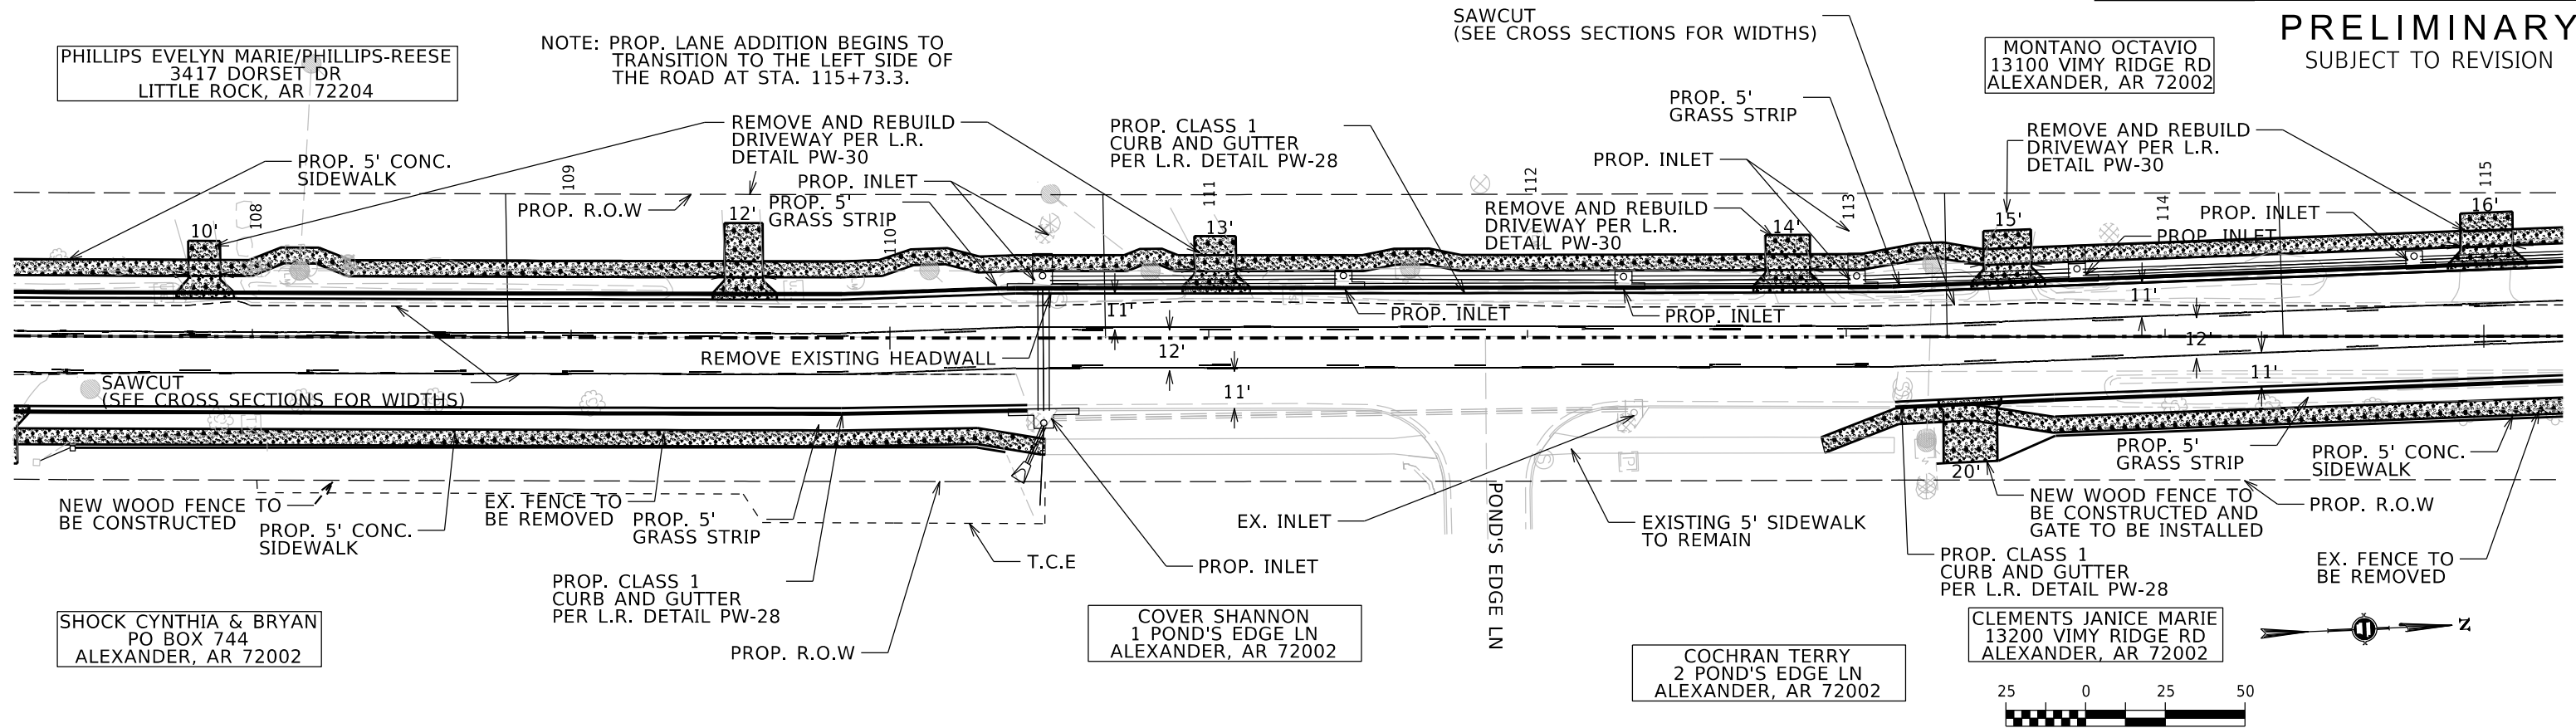 PRELIMINARY
SUBJECT TO REVISION
PHILLIPS EVELYN MARIE/PHILLIPS-REESE
3417 DORSET DR
LITTLE ROCK, AR 72204
NOTE: PROP. LANE ADDITION BEGINS TO
TRANSITION TO THE LEFT SIDE OF
THE ROAD AT STA. 115+73.3.
SAWCUT
(SEE CROSS SECTIONS FOR WIDTHS)
MONTANO OCTAVIO
13100 VIMY RIDGE RD
ALEXANDER, AR 72002
PROP. 5' CONC.
SIDEWALK
REMOVE AND REBUILD
DRIVEWAY PER L.R.
DETAIL PW-30
PROP. CLASS 1
CURB AND GUTTER
PER L.R. DETAIL PW-28
PROP. 5'
GRASS STRIP
PROP. INLET
REMOVE AND REBUILD
DRIVEWAY PER L.R.
DETAIL PW-30
108
109
110
111
112
113
114
115
PROP. R.O.W
PROP. INLET
PROP. 5'
GRASS STRIP
REMOVE AND REBUILD
DRIVEWAY PER L.R.
DETAIL PW-30
PROP. INLET
PROP. INLET
10'
12'
13'
14'
15'
16'
11'
PROP. INLET
PROP. INLET
11'
REMOVE EXISTING HEADWALL
12'
12'
11'
11'
SAWCUT
(SEE CROSS SECTIONS FOR WIDTHS)
20'
NEW WOOD FENCE TO
BE CONSTRUCTED
PROP. 5' CONC.
SIDEWALK
EX. FENCE TO
BE REMOVED
PROP. 5'
GRASS STRIP
PROP. CLASS 1
CURB AND GUTTER
PER L.R. DETAIL PW-28
PROP. R.O.W
T.C.E
PROP. INLET
EX. INLET
POND'S EDGE LN
EXISTING 5' SIDEWALK
TO REMAIN
PROP. 5'
GRASS STRIP
PROP. 5' CONC.
SIDEWALK
NEW WOOD FENCE TO
BE CONSTRUCTED AND
GATE TO BE INSTALLED
PROP. R.O.W
PROP. CLASS 1
CURB AND GUTTER
PER L.R. DETAIL PW-28
EX. FENCE TO
BE REMOVED
SHOCK CYNTHIA & BRYAN
PO BOX 744
ALEXANDER, AR 72002
COVER SHANNON
1 POND'S EDGE LN
ALEXANDER, AR 72002
COCHRAN TERRY
2 POND'S EDGE LN
ALEXANDER, AR 72002
CLEMENTS JANICE MARIE
13200 VIMY RIDGE RD
ALEXANDER, AR 72002
N
25 0 25 50